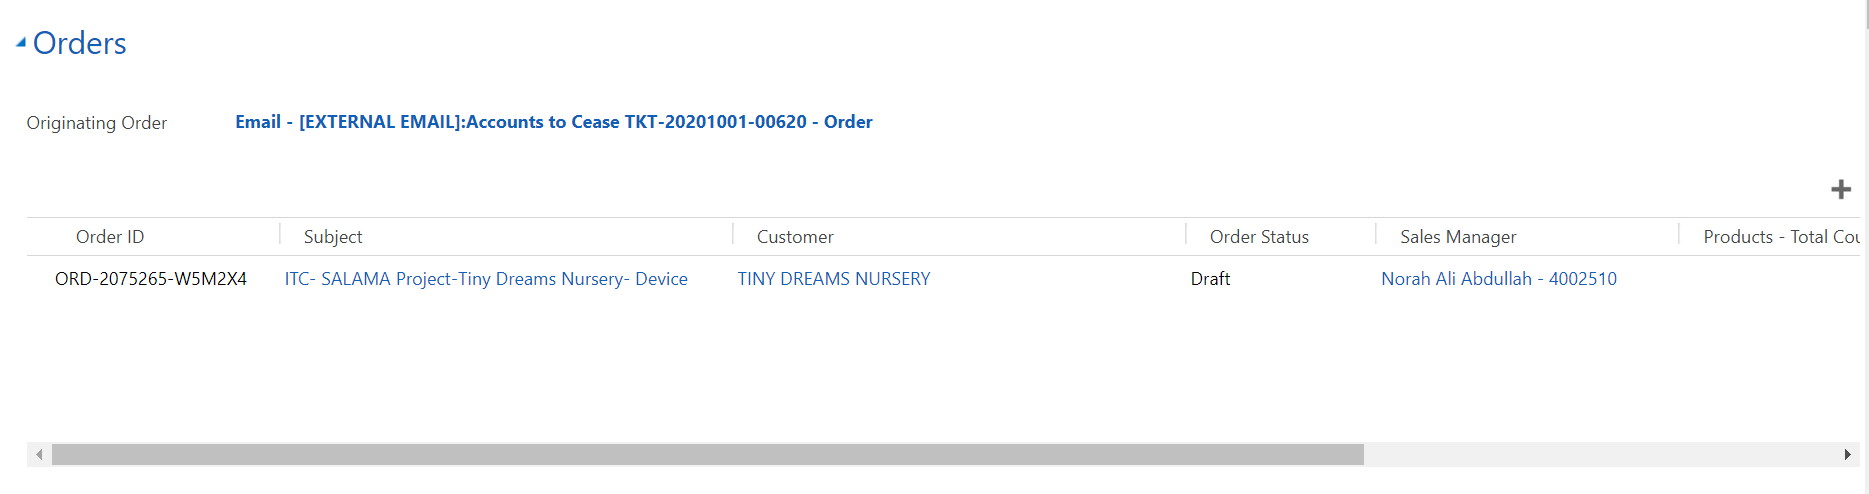 Orders
Originating Order Email - [EXTERNAL EMAIL]:Accounts to Cease TKT-20201001-00620 - Order
Order ID Subject Customer Order Status Sales Manager Products - Total Cou
ORD-2075265-W5M2X4 ITC- SALAMA Project-Tiny Dreams Nursery- Device TINY DREAMS NURSERY Draft Norah Ali Abdullah - 4002510